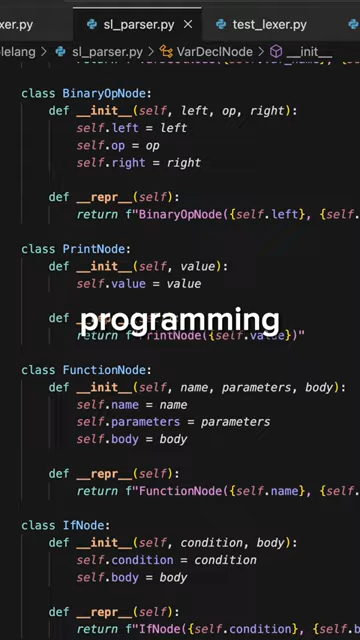 xer.py sl_parser.py × test_lexer.py
lelang > sl_parser.py > VarDeclNode > __init__
class BinaryOpNode:
def __init__(self, left, op, right):
self.left = left
self.op = op
self.right = right
def __repr__(self):
return f"BinaryOpNode({self.left}, {se
class PrintNode:
def __init__(self, value):
self.value = value
programming
return f"PrintNode({self.value})"
class FunctionNode:
def __init__(self, name, parameters, body):
self.name = name
self.parameters = parameters
self.body = body
def __repr__(self):
return f"FunctionNode({self.name}, {se
class IfNode:
def __init__(self, condition, body):
self.condition = condition
self.body = body
def __repr__(self):
return f"IfNode({self.condition}, {self.b